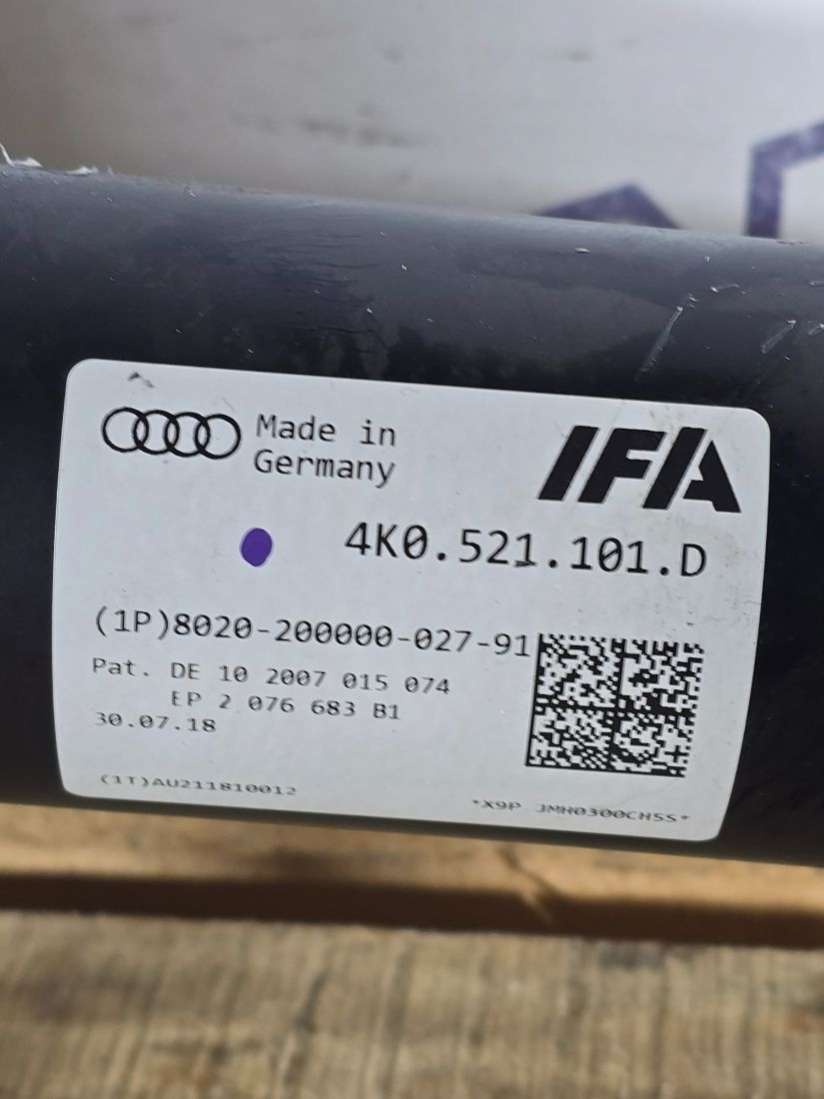 Made in
Germany
IFA
4K0.521.101.D
(1P)8020-200000-027-91
Pat. DE 10 2007 015 074
EP 2 076 683 B1
30.07.18
(1T)AU211810012
*X9P JMH0300CH5S*